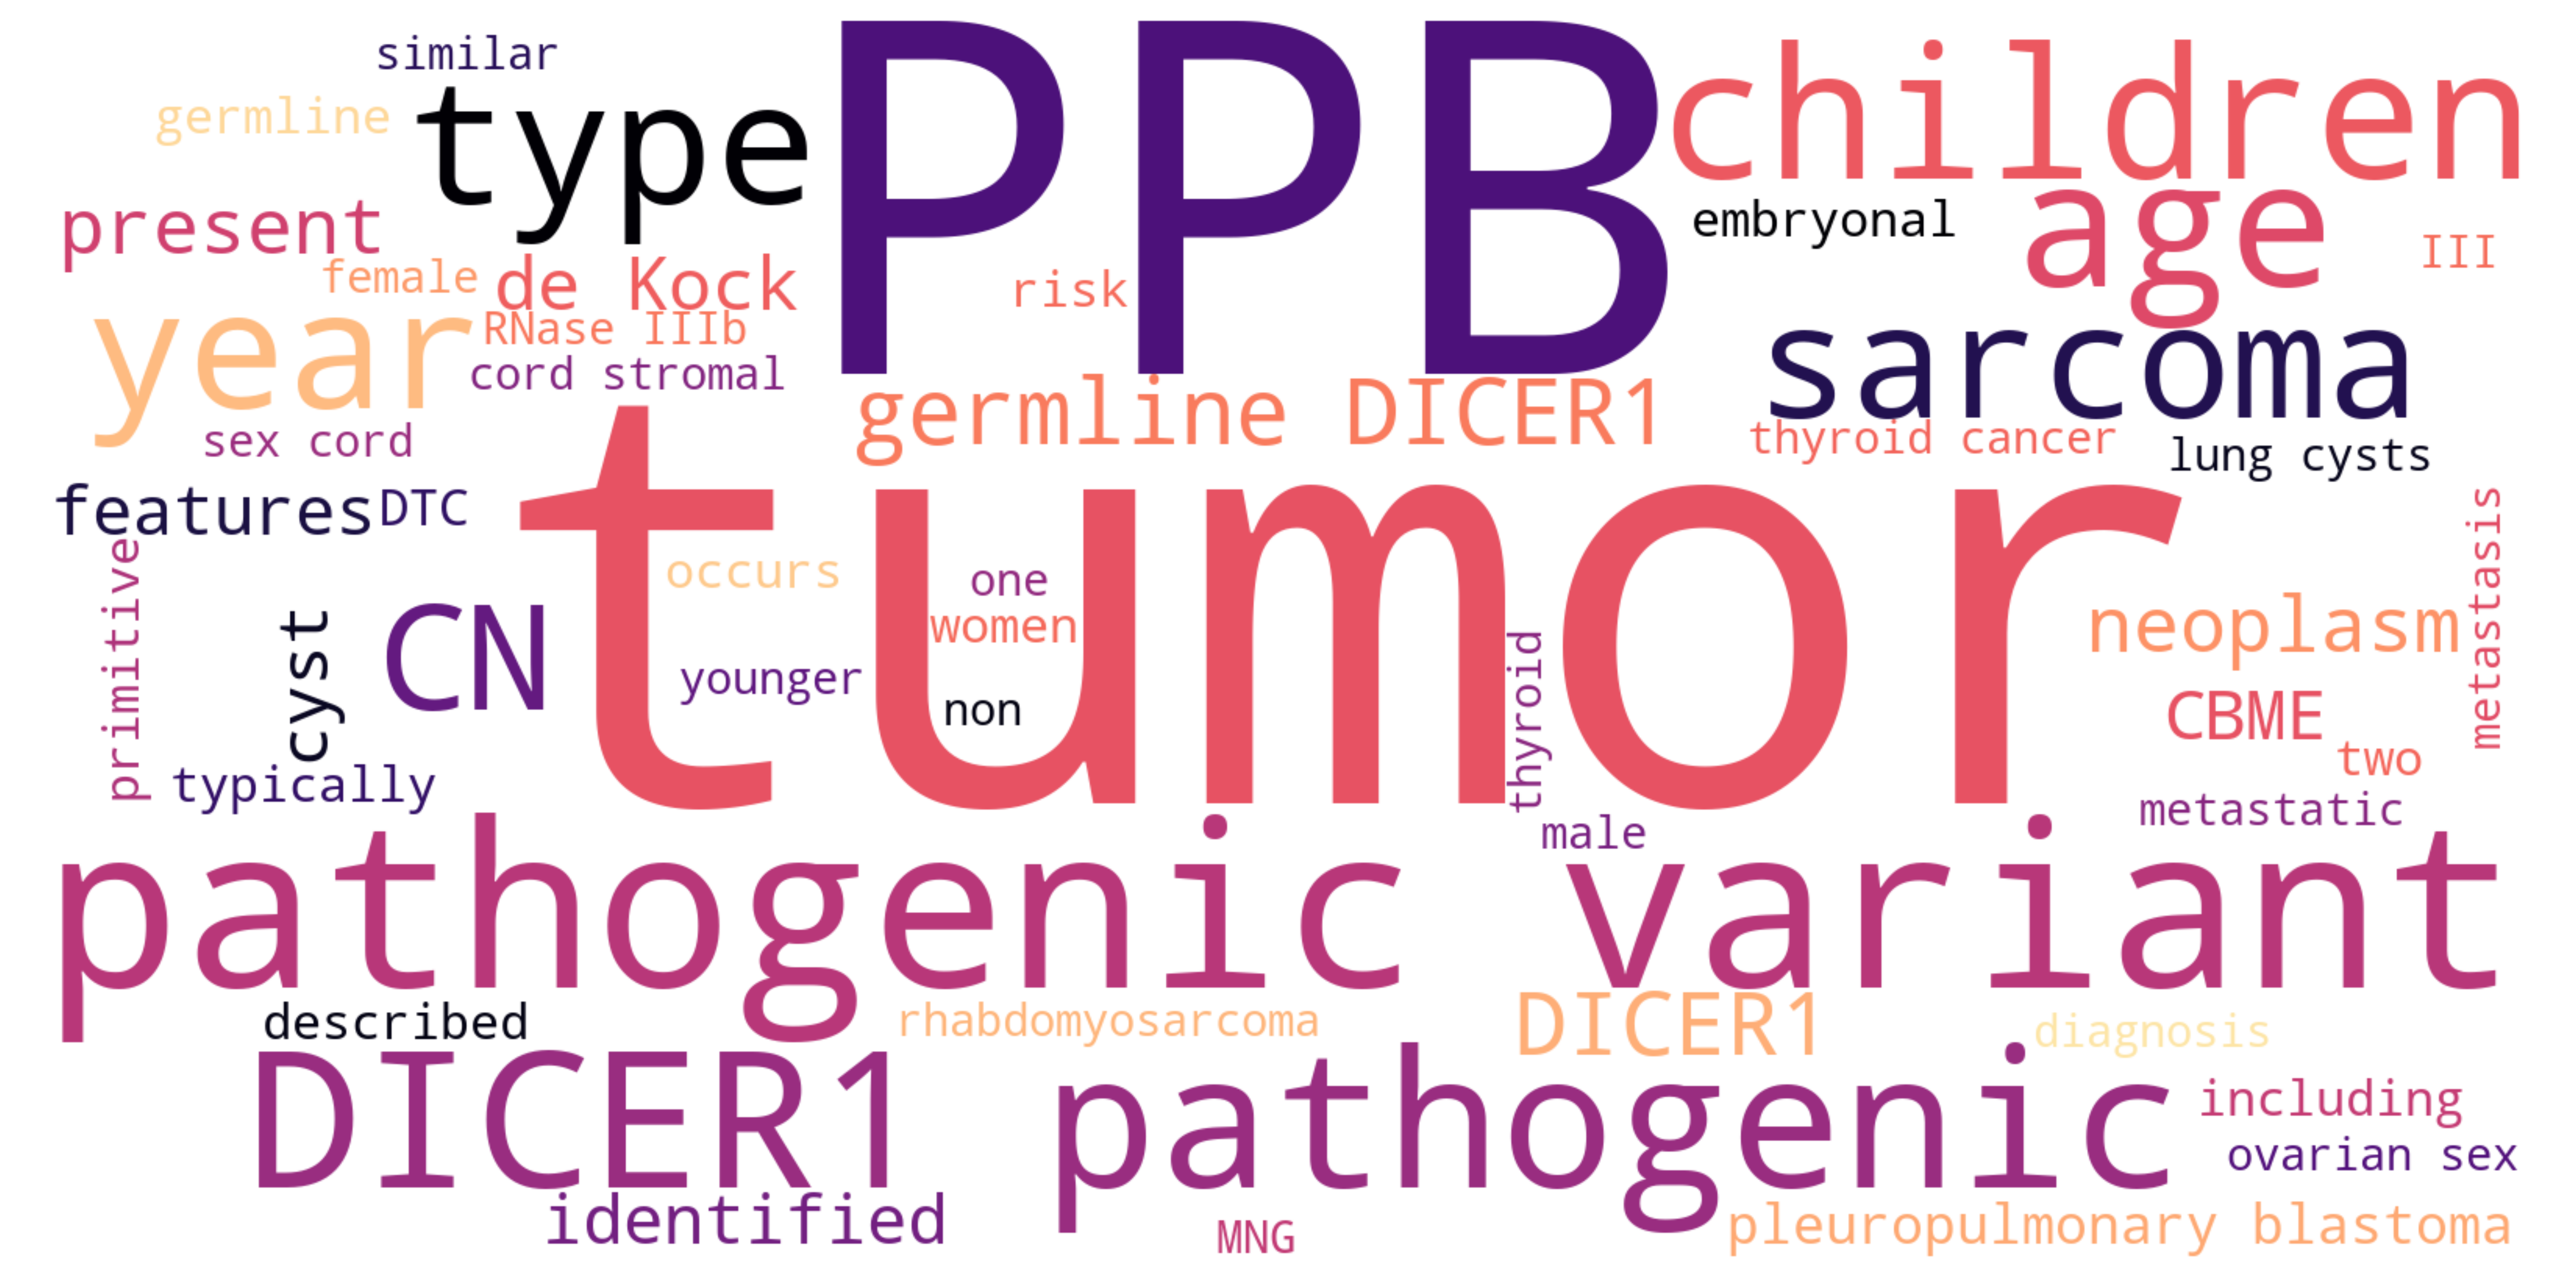 similar
germline
type
PPB
children
embryonal
age
III
present
female
de Kock
risk
year
RNase IIIb
cord stromal
sarcoma
sex cord
germline DICER1
thyroid cancer
lung cysts
features
DTC
tumor
primitive
cyst
CN
occurs
one
women
younger
non
thyroid
neoplasm
metastasis
CBME
two
typically
metastatic
male
pathogenic variant
described
rhabdomyosarcoma
DICER1
diagnosis
DICER1 pathogenic
including
ovarian sex
identified
MNG
pleuropulmonary blastoma